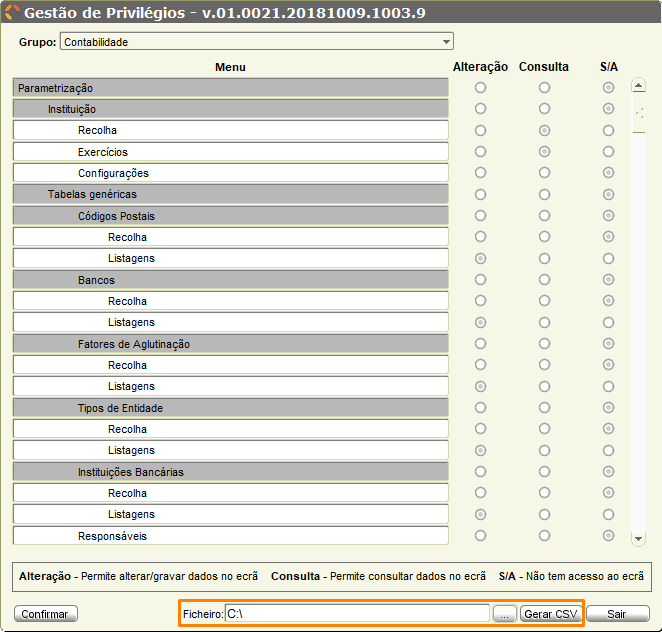 Gestão de Privilégios - v.01.0021.20181009.1003.9
Grupo: Contabilidade
Menu Alteração Consulta S/A
Parametrização
Instituição
Recolha
Exercícios
Configurações
Tabelas genéricas
Códigos Postais
Recolha
Listagens
Bancos
Recolha
Listagens
Fatores de Aglutinação
Recolha
Listagens
Tipos de Entidade
Recolha
Listagens
Instituições Bancárias
Recolha
Listagens
Responsáveis
Alteração - Permite alterar/gravar dados no ecrã Consulta - Permite consultar dados no ecrã S/A - Não tem acesso ao ecrã
Confirmar Ficheiro: C:\ ... Gerar CSV Sair